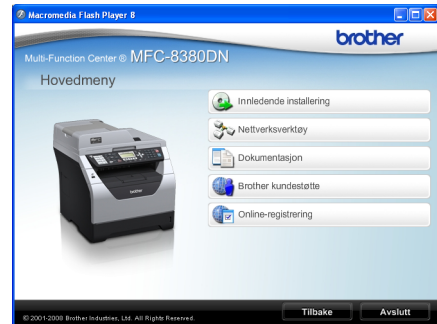 Macromedia Flash Player 8
brother
Multi-Function Center ® MFC-8380DN
Hovedmeny
Innledende installering
Nettverksverktøy
Dokumentasjon
Brother kundestøtte
Online-registrering
© 2001-2009 Brother Industries, Ltd. All Rights Reserved.
Tilbake
Avslutt